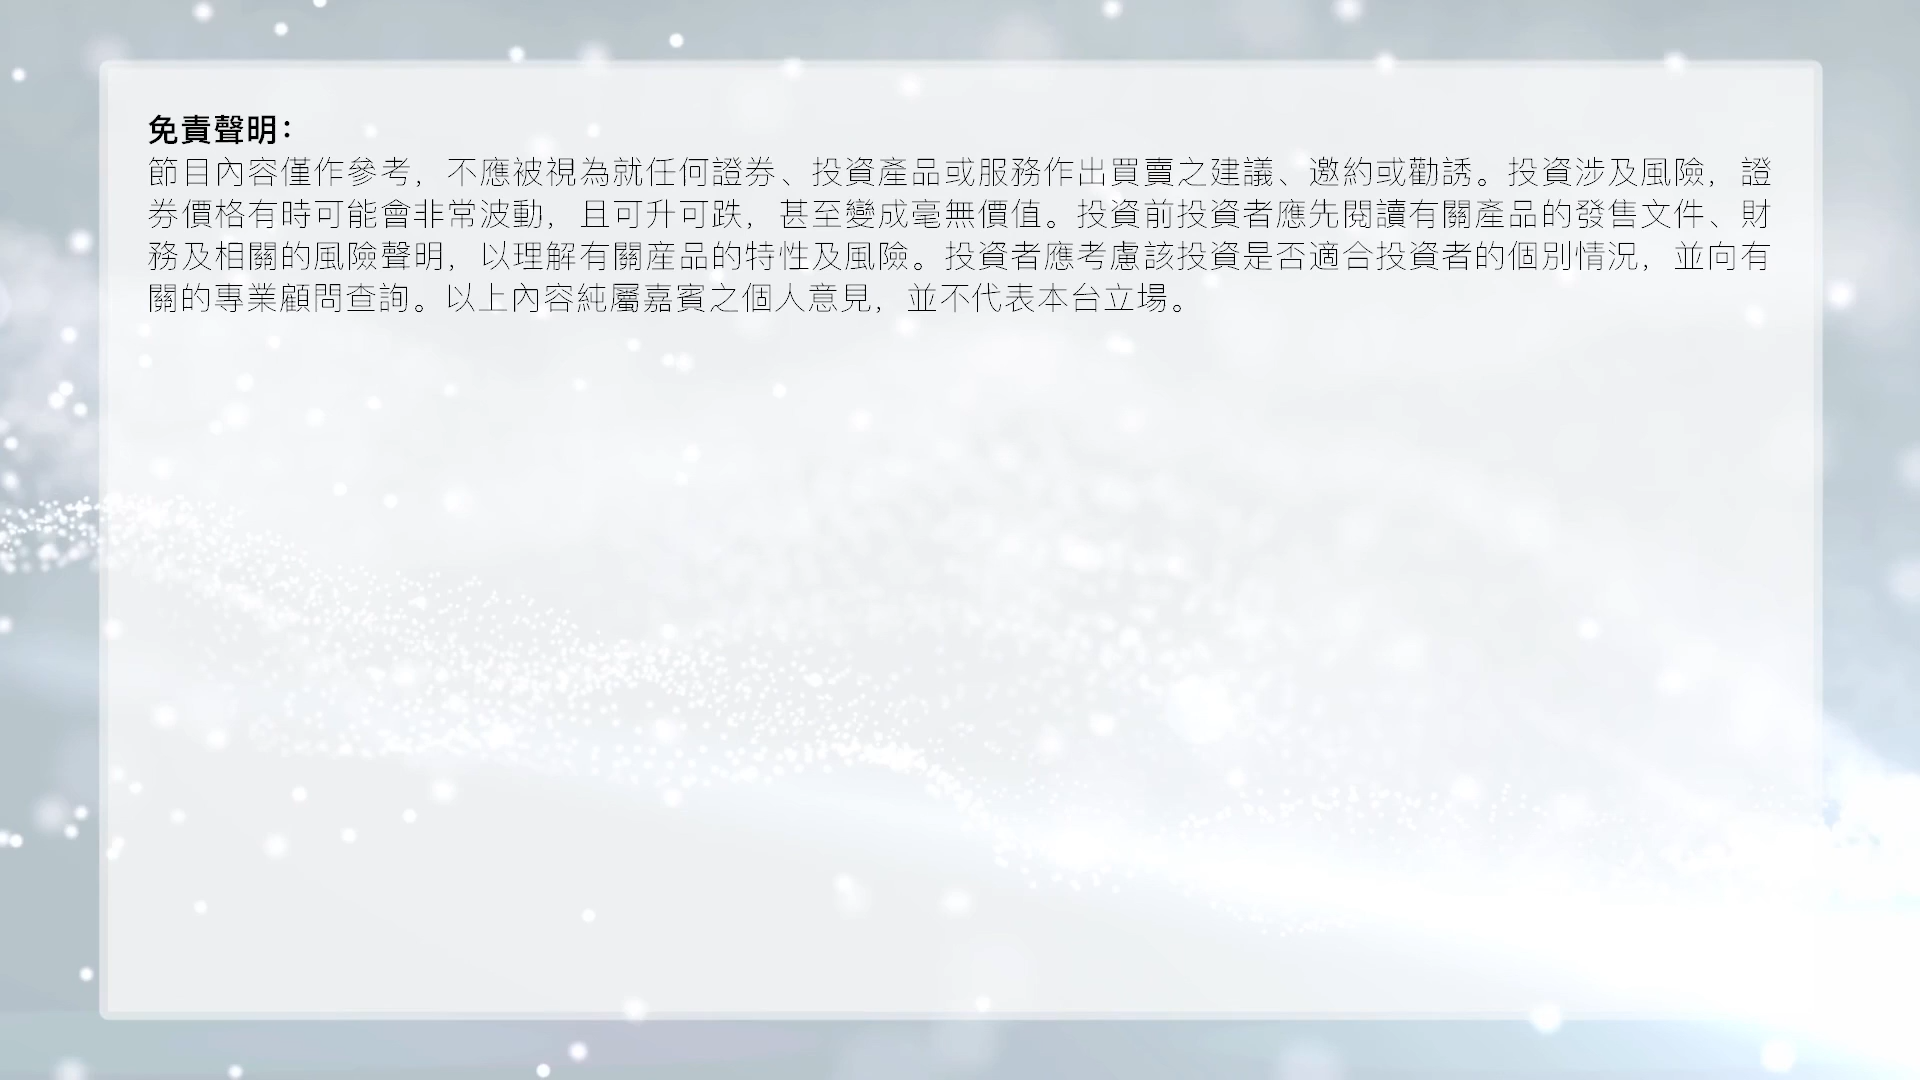 免責聲明：
節目內容僅作參考，不應被視為就任何證券、投資產品或服務作出買賣之建議、邀約或勸誘。投資涉及風險，證
券價格有時可能會非常波動，且可升可跌，甚至變成毫無價值。投資前投資者應先閱讀有關產品的發售文件、財
務及相關的風險聲明，以理解有關産品的特性及風險。投資者應考慮該投資是否適合投資者的個別情況，並向有
關的專業顧問查詢。以上內容純屬嘉賓之個人意見，並不代表本台立場。